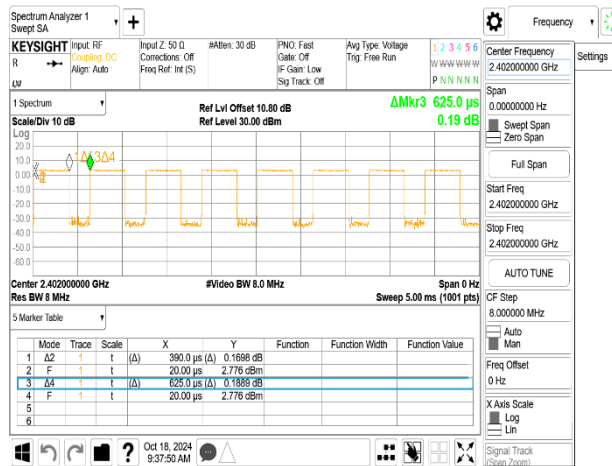 Spectrum Analyzer 1
Swept SA
Frequency
KEYSIGHT
R
Input: RF
Coupling: DC
Align: Auto
Input Z: 50 Ω
Corrections: Off
Freq Ref: Int (S)
#Atten: 30 dB
PNO: Fast
Gate: Off
IF Gain: Low
Sig Track: Off
Avg Type: Voltage
Trig: Free Run
1 2 3 4 5 6
W W W W W W
P N N N N N
1 Spectrum
Scale/Div 10 dB
Ref Lvl Offset 10.80 dB
Ref Level 30.00 dBm
ΔMkr3 625.0 µs
0.19 dB
Log
20.0
10.0
0.00
-10.0
-20.0
-30.0
-40.0
-50.0
-60.0
Center 2.402000000 GHz
Res BW 8 MHz
#Video BW 8.0 MHz
Span 0 Hz
Sweep 5.00 ms (1001 pts)
5 Marker Table
Mode Trace Scale X Y Function Function Width Function Value
1 Δ2 1 t (Δ) 390.0 µs (Δ) 0.1698 dB
2 F 1 t 20.00 µs 2.776 dBm
3 Δ4 1 t (Δ) 625.0 µs (Δ) 0.1889 dB
4 F 1 t 20.00 µs 2.776 dBm
5
6
Oct 18, 2024
9:37:50 AM
Center Frequency
2.402000000 GHz
Settings
Span
0.00000000 Hz
Swept Span
Zero Span
Full Span
Start Freq
2.402000000 GHz
Stop Freq
2.402000000 GHz
AUTO TUNE
CF Step
8.000000 MHz
Auto
Man
Freq Offset
0 Hz
X Axis Scale
Log
Lin
Signal Track
(Span Zoom)